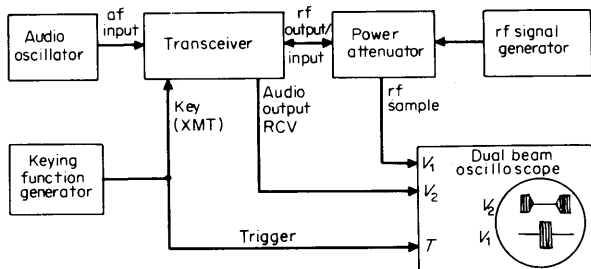 Audio
oscillator
af
input
Transceiver
rf
output/
input
Power
attenuator
rf signal
generator
Key
(XMT)
Audio
output
RCV
rf
sample
Keying
function
generator
Trigger
V1
V2
T
Dual beam
oscilloscope
V2
V1